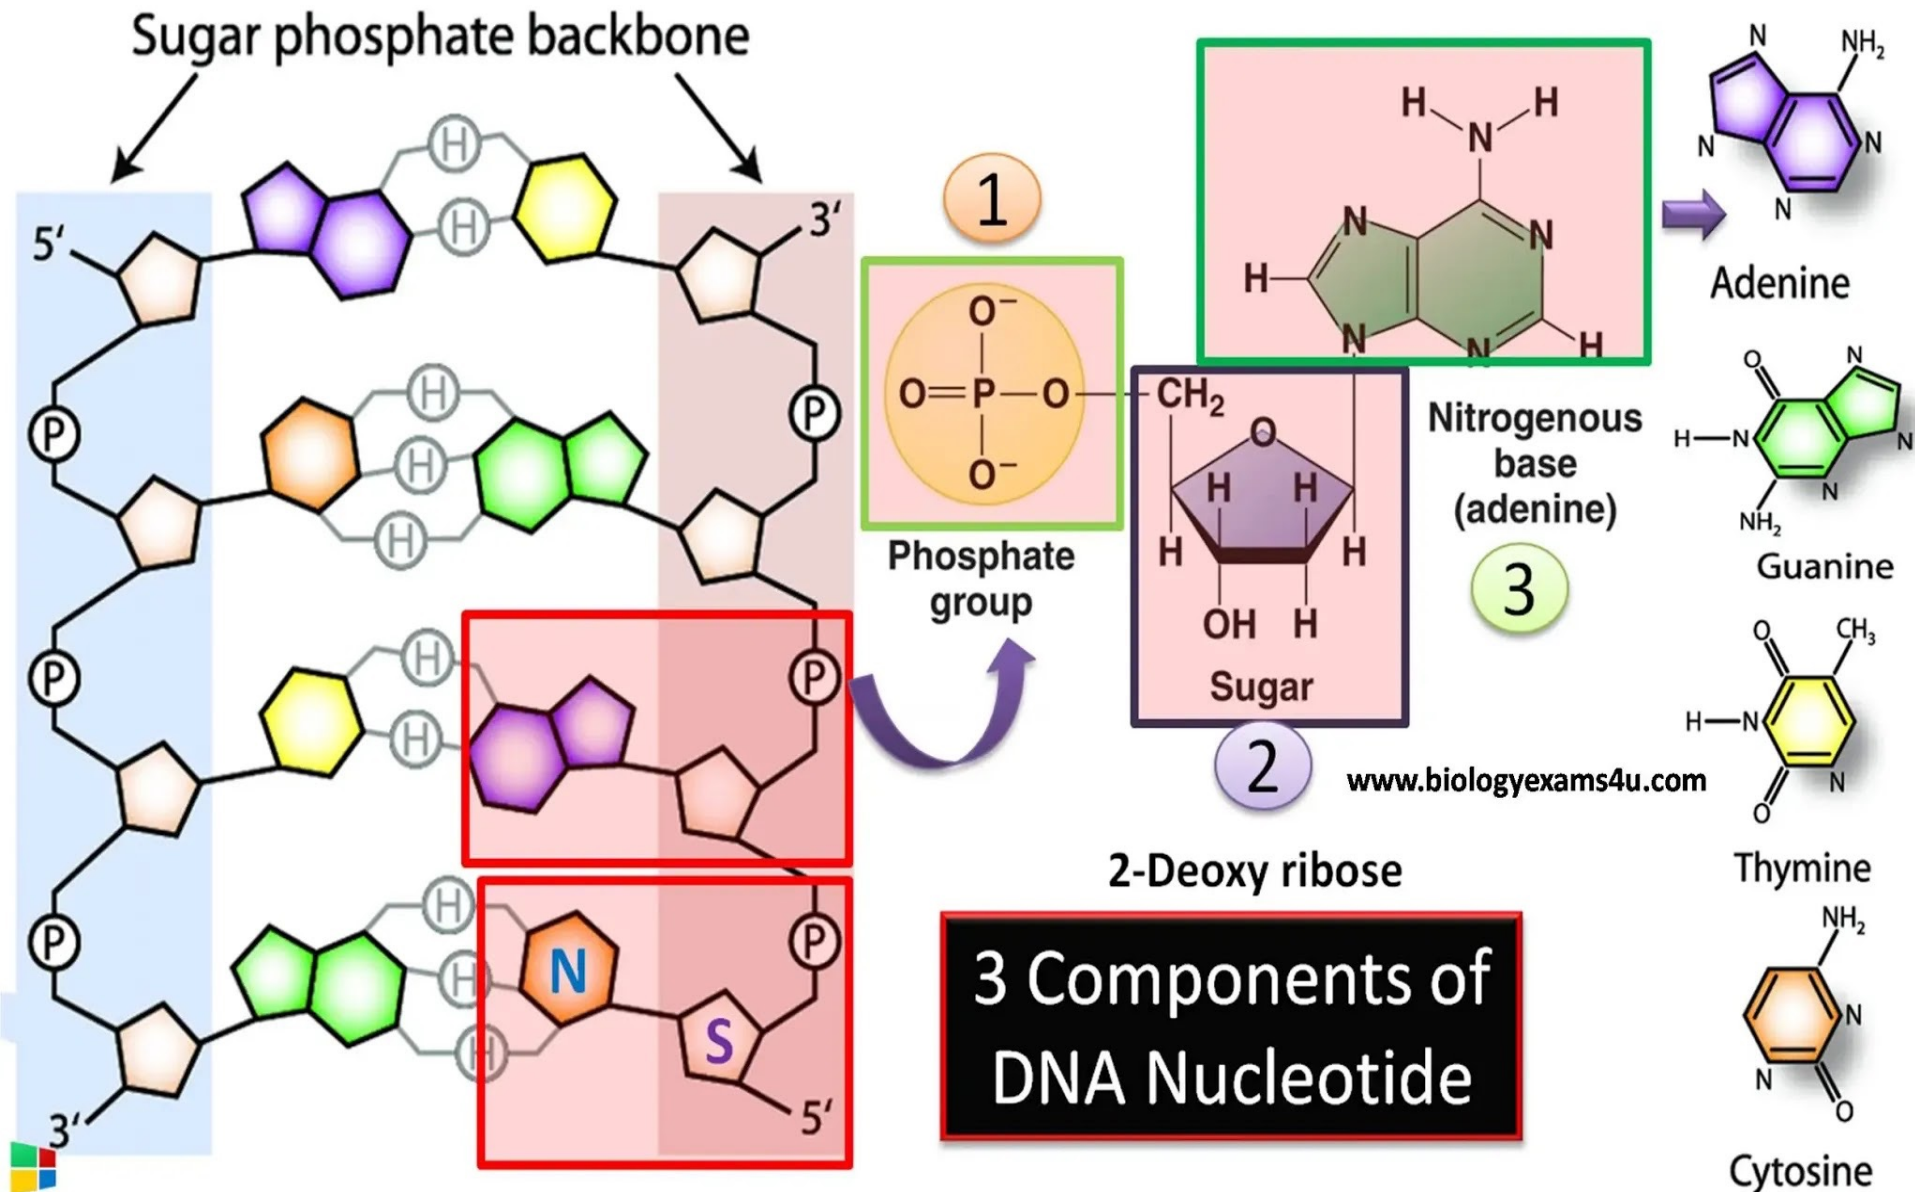 Sugar phosphate backbone
5‘
3‘
H
H
P
P
H
H
H
P
P
H
H
P
P
H
H
H
N
S
3‘
5‘
1
O⁻
O=P—O
O⁻
Phosphate
group
CH₂
O
H H
H H
OH H
Sugar
2
H H
N
N N
H
N N H
Nitrogenous
base
(adenine)
3
www.biologyexams4u.com
2-Deoxy ribose
3 Components of
DNA Nucleotide
N NH₂
N N
N
Adenine
O N
H—N N
N
NH₂
Guanine
O CH₃
H—N
N
O
Thymine
NH₂
N
N
O
Cytosine